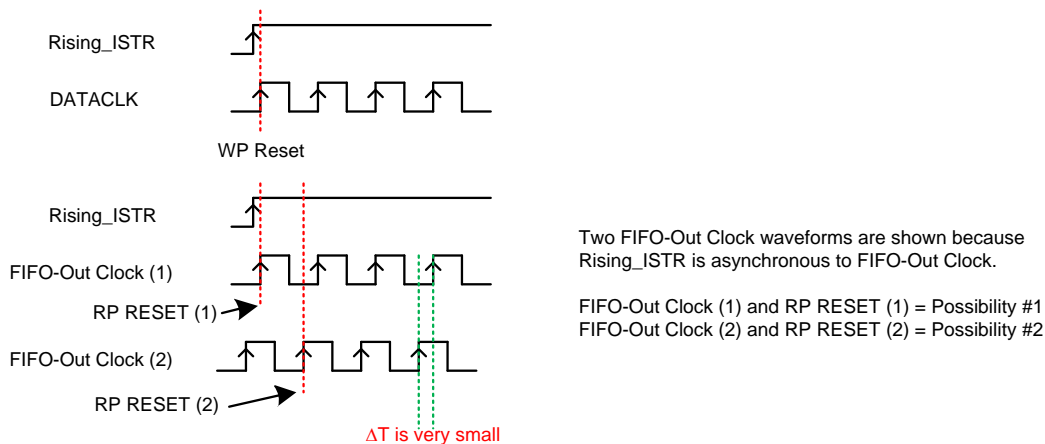 Rising_ISTR
DATACLK
WP Reset
Rising_ISTR
FIFO-Out Clock (1)
RP RESET (1)
FIFO-Out Clock (2)
RP RESET (2)
ΔT is very small
Two FIFO-Out Clock waveforms are shown because
Rising_ISTR is asynchronous to FIFO-Out Clock.
FIFO-Out Clock (1) and RP RESET (1) = Possibility #1
FIFO-Out Clock (2) and RP RESET (2) = Possibility #2